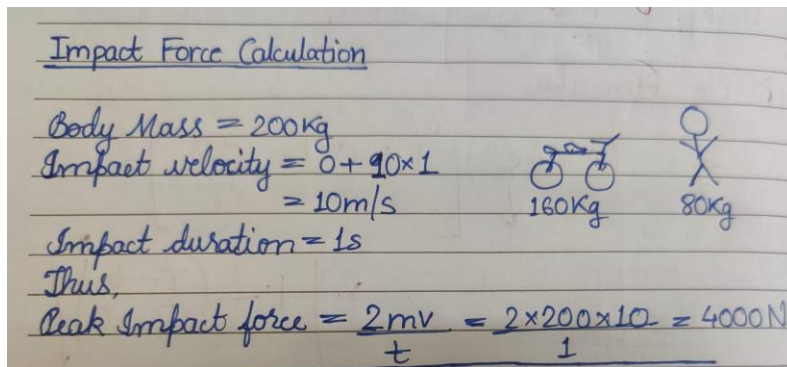 Impact Force Calculation
Body Mass = 200Kg
Impact velocity = 0 + 10×1
= 10m/s
160Kg 80Kg
Impact duration = 1s
Thus,
Peak Impact force = 2mv/t = 2×200×10/1 = 4000N